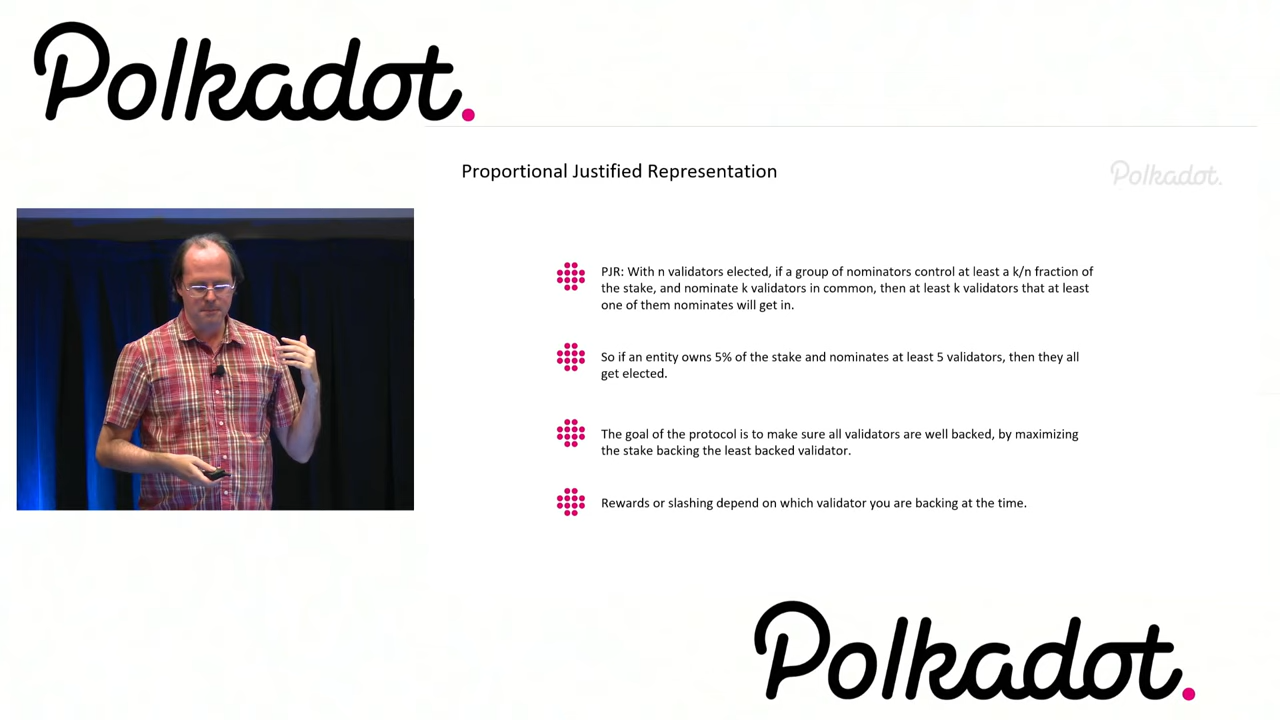 Polkadot.
Proportional Justified Representation
Polkadot.
PJR: With n validators elected, if a group of nominators control at least a k/n fraction of
the stake, and nominate k validators in common, then at least k validators that at least
one of them nominates will get in.
So if an entity owns 5% of the stake and nominates at least 5 validators, then they all
get elected.
The goal of the protocol is to make sure all validators are well backed, by maximizing
the stake backing the least backed validator.
Rewards or slashing depend on which validator you are backing at the time.
Polkadot.